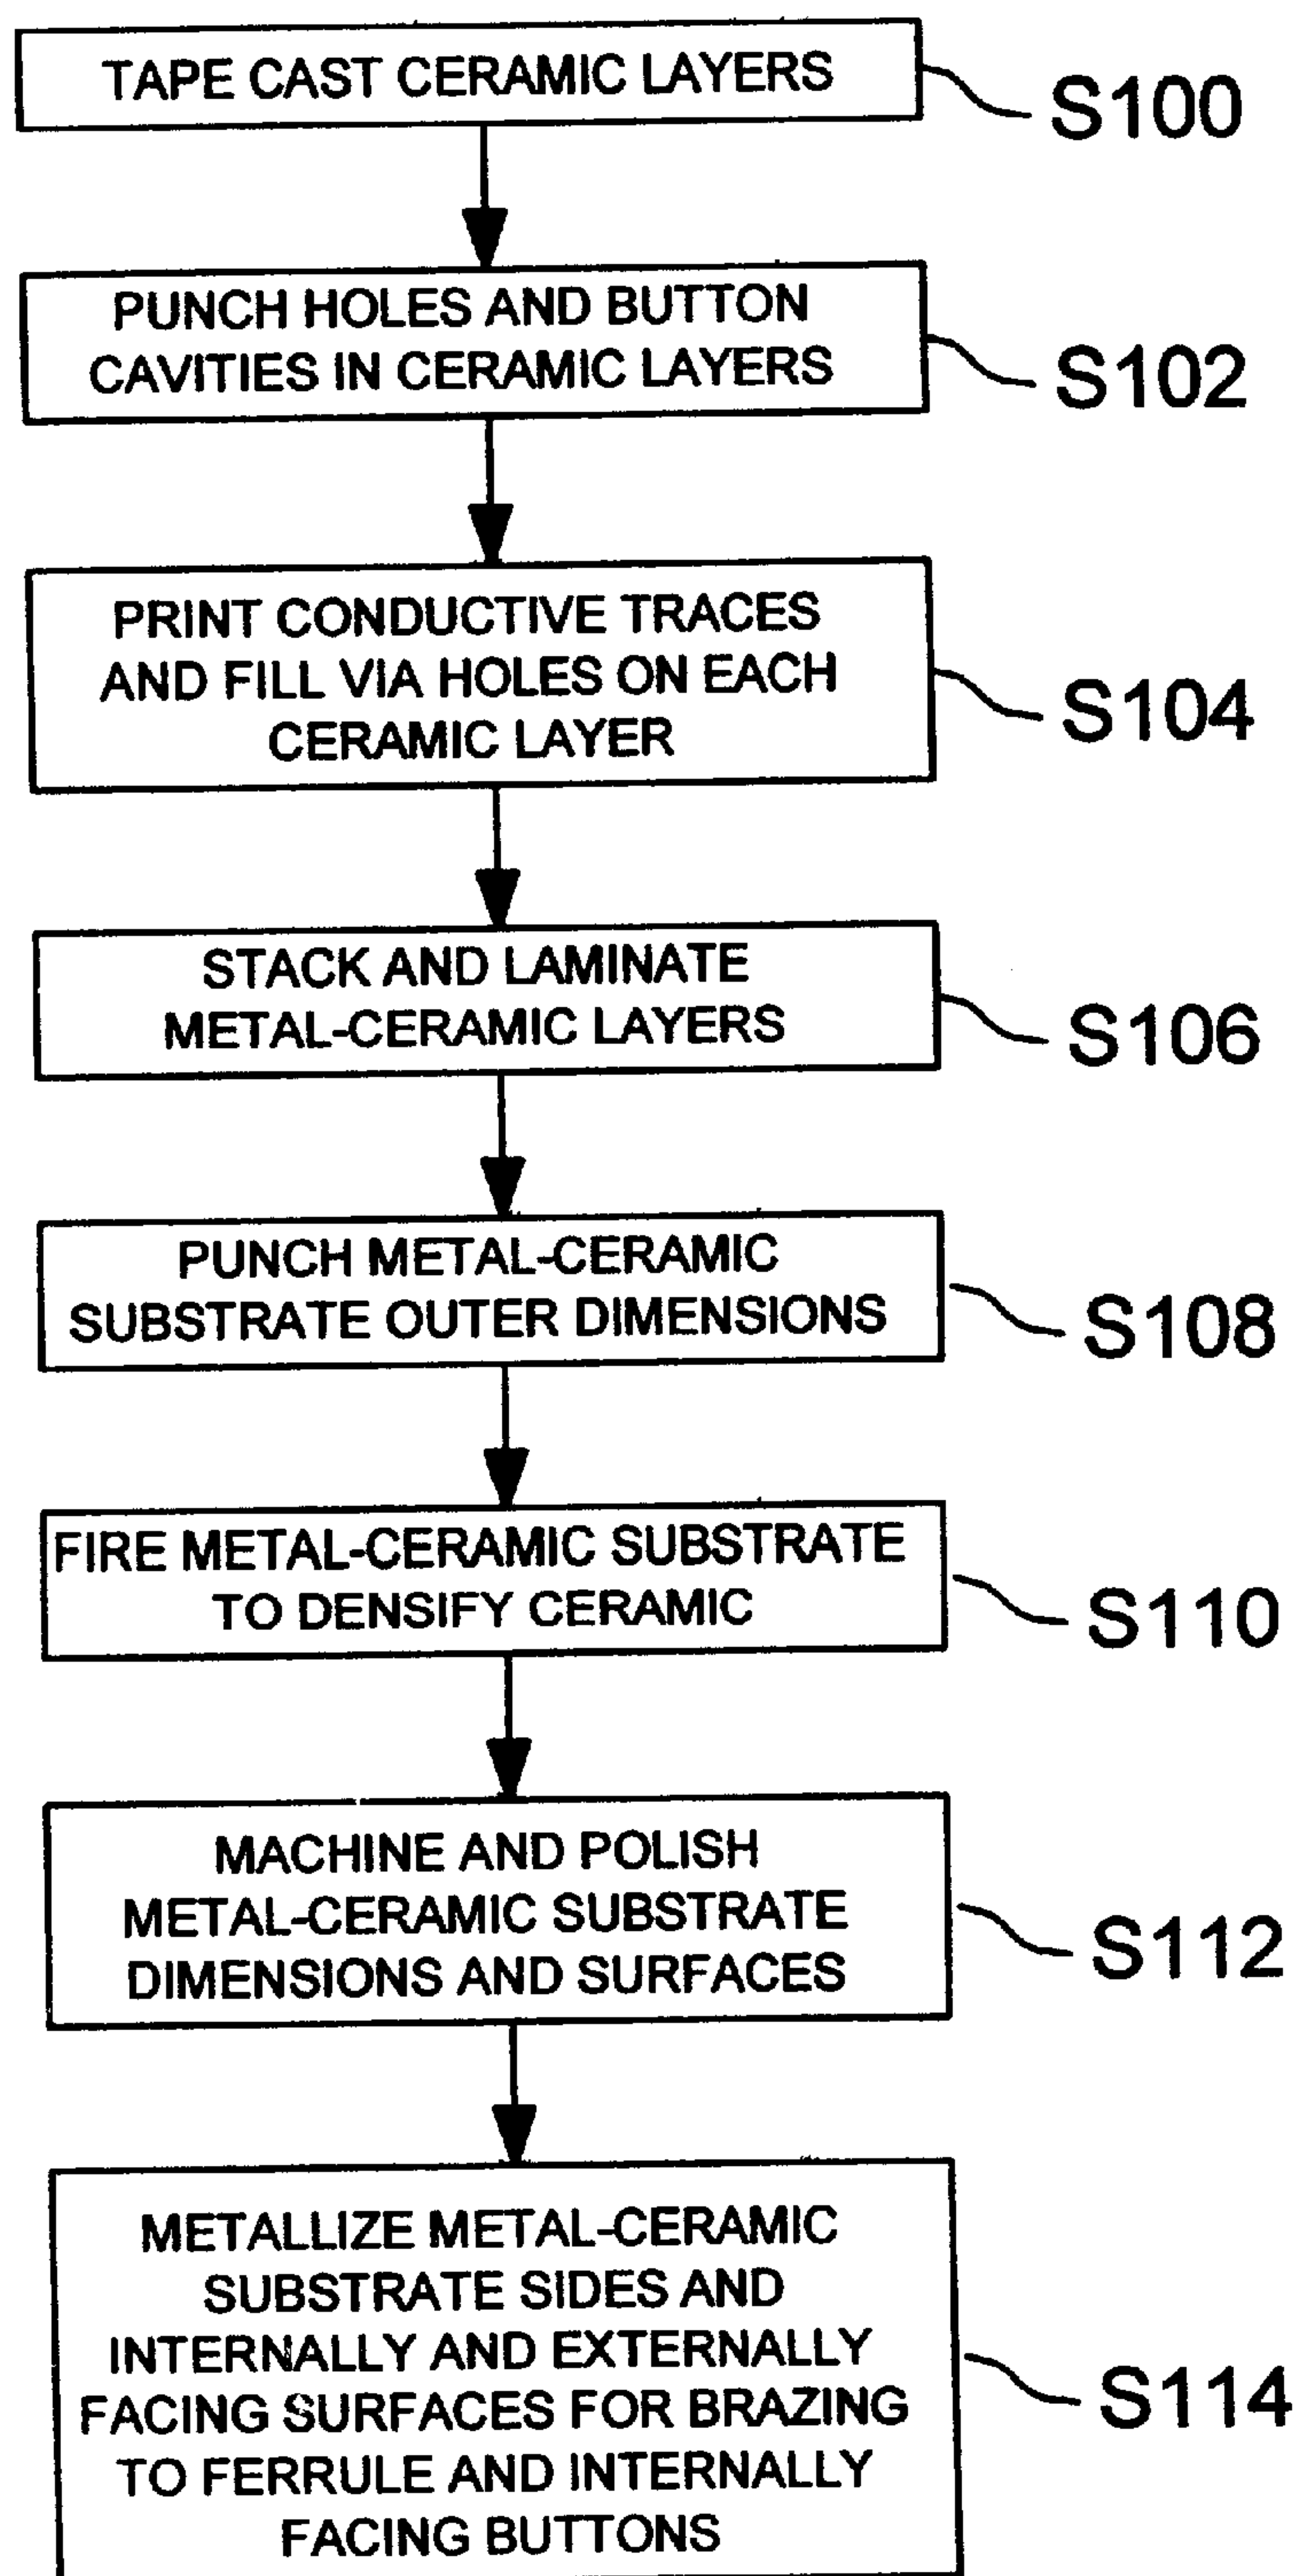 TAPE CAST CERAMIC LAYERS
S100
PUNCH HOLES AND BUTTON
CAVITIES IN CERAMIC LAYERS
S102
PRINT CONDUCTIVE TRACES
AND FILL VIA HOLES ON EACH
CERAMIC LAYER
S104
STACK AND LAMINATE
METAL-CERAMIC LAYERS
S106
PUNCH METAL-CERAMIC
SUBSTRATE OUTER DIMENSIONS
S108
FIRE METAL-CERAMIC SUBSTRATE
TO DENSIFY CERAMIC
S110
MACHINE AND POLISH
METAL-CERAMIC SUBSTRATE
DIMENSIONS AND SURFACES
S112
METALLIZE METAL-CERAMIC
SUBSTRATE SIDES AND
INTERNALLY AND EXTERNALLY
FACING SURFACES FOR BRAZING
TO FERRULE AND INTERNALLY
FACING BUTTONS
S114